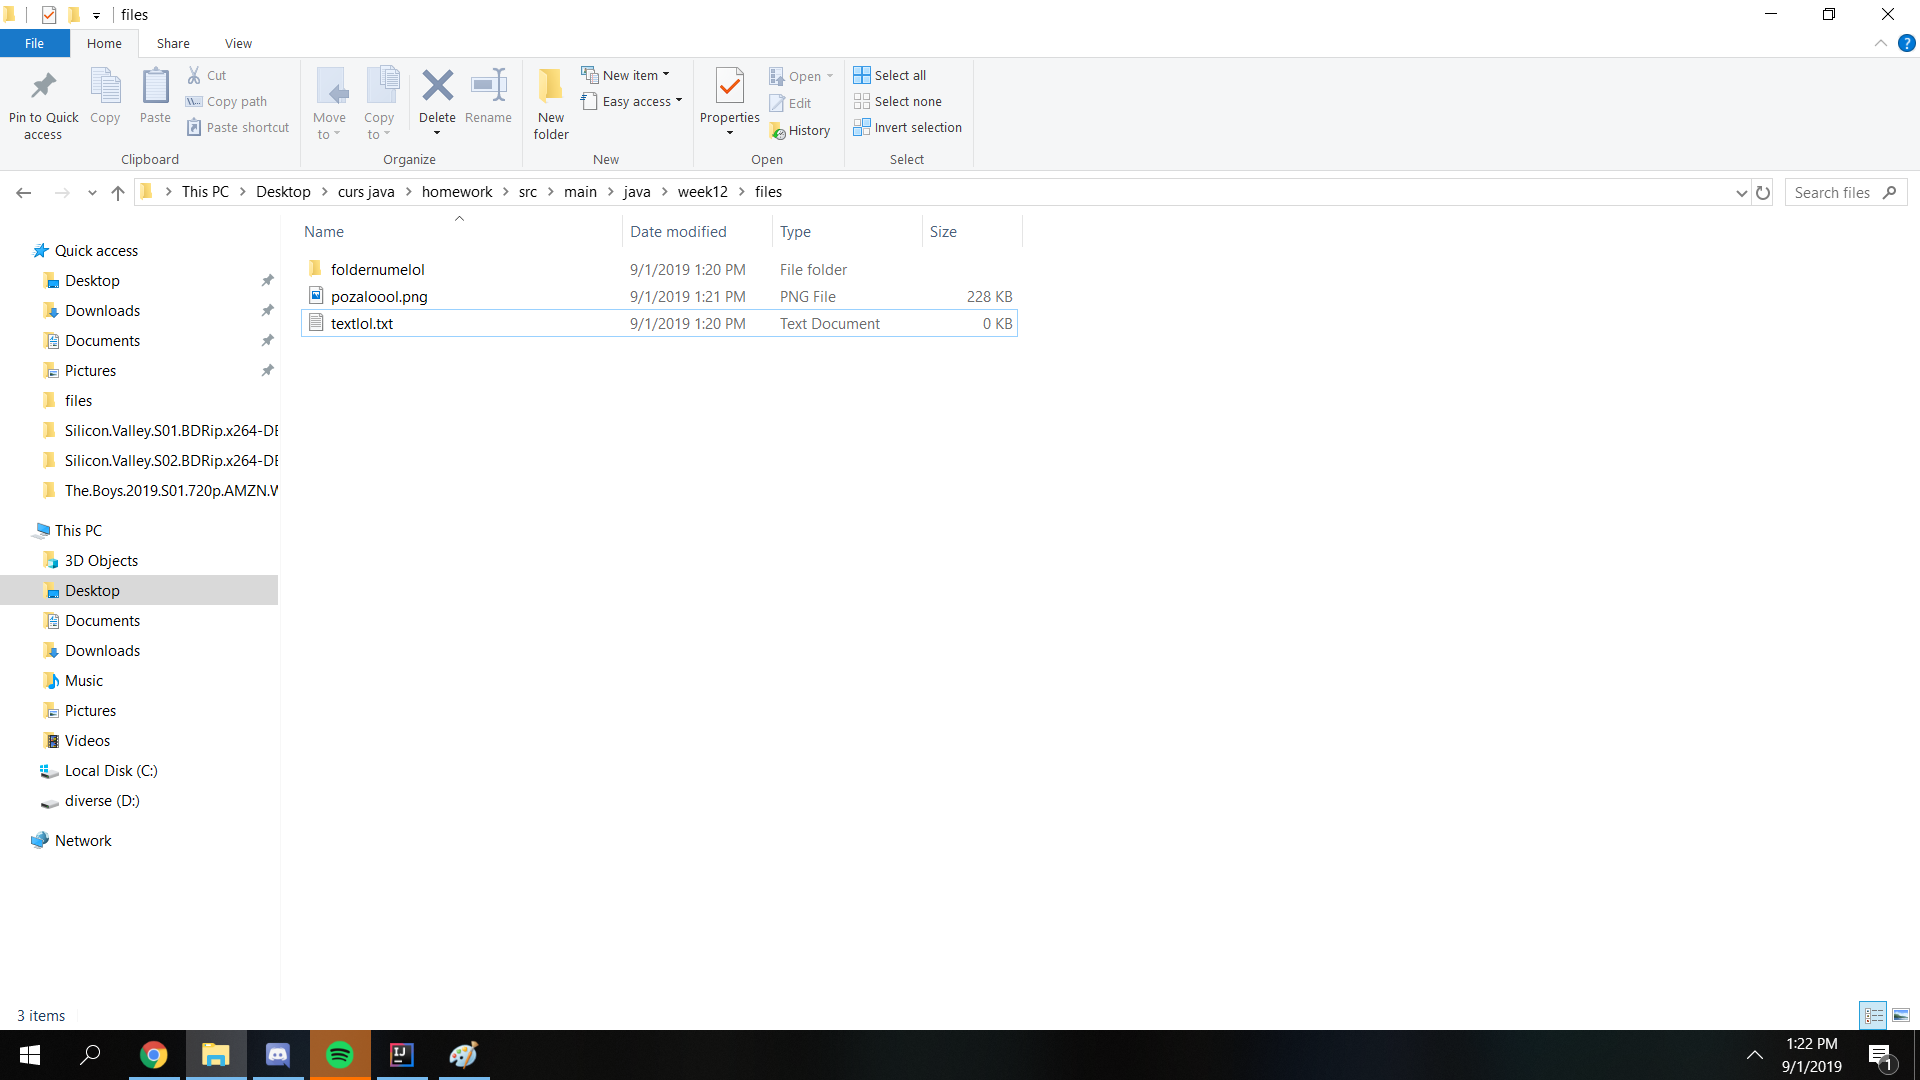 files
File Home Share View
Pin to Quick access
Copy
Paste
Cut
Copy path
Paste shortcut
Clipboard
Move to
Copy to
Delete
Rename
Organize
New folder
New item
Easy access
New
Properties
Open
Edit
History
Open
Select all
Select none
Invert selection
Select
This PC > Desktop > curs java > homework > src > main > java > week12 > files
Search files
Name Date modified Type Size
foldernumelol 9/1/2019 1:20 PM File folder
pozaloool.png 9/1/2019 1:21 PM PNG File 228 KB
textlol.txt 9/1/2019 1:20 PM Text Document 0 KB
Quick access
Desktop
Downloads
Documents
Pictures
files
Silicon.Valley.S01.BDRip.x264-DE
Silicon.Valley.S02.BDRip.x264-DE
The.Boys.2019.S01.720p.AMZN.W
This PC
3D Objects
Desktop
Documents
Downloads
Music
Pictures
Videos
Local Disk (C:)
diverse (D:)
Network
3 items
IJ
1:22 PM
9/1/2019
1